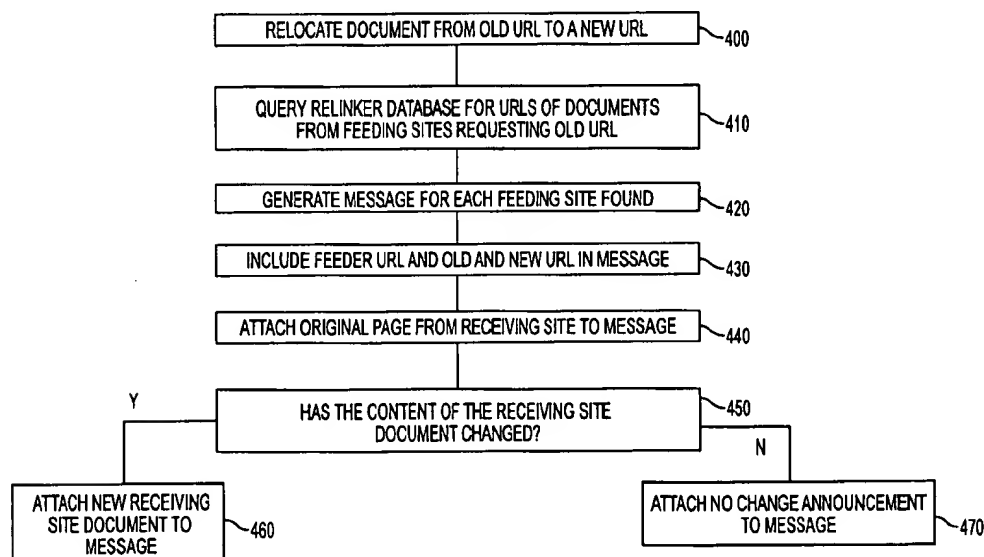 RELOCATE DOCUMENT FROM OLD URL TO A NEW URL
400
QUERY RELINKER DATABASE FOR URLS OF DOCUMENTS
FROM FEEDING SITES REQUESTING OLD URL
410
GENERATE MESSAGE FOR EACH FEEDING SITE FOUND
420
INCLUDE FEEDER URL AND OLD AND NEW URL IN MESSAGE
430
ATTACH ORIGINAL PAGE FROM RECEIVING SITE TO MESSAGE
440
HAS THE CONTENT OF THE RECEIVING SITE
DOCUMENT CHANGED?
450
Y
N
ATTACH NEW RECEIVING
SITE DOCUMENT TO
MESSAGE
460
ATTACH NO CHANGE ANNOUNCEMENT
TO MESSAGE
470